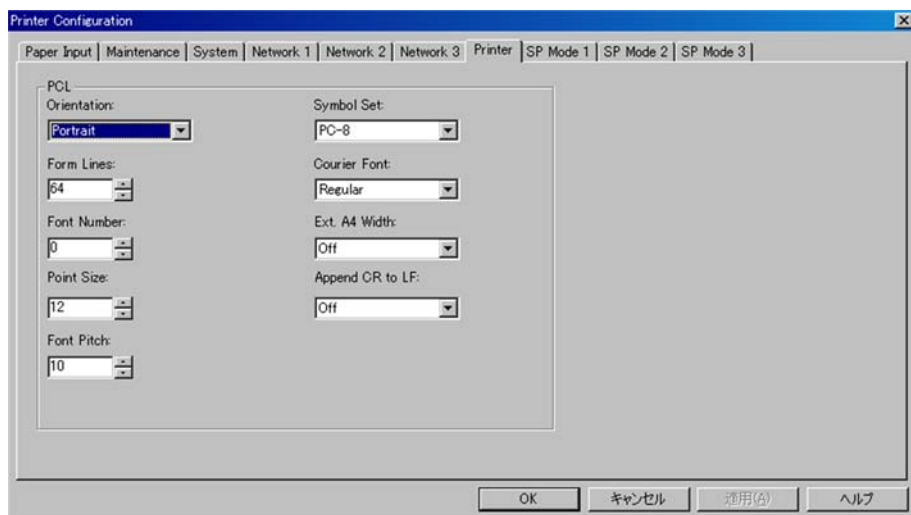 Printer Configuration
Paper Input Maintenance System Network 1 Network 2 Network 3 Printer SP Mode 1 SP Mode 2 SP Mode 3
PCL
Orientation: Symbol Set:
Portrait PC-8
Form Lines: Courier Font:
64 Regular
Font Number: Ext. A4 Width:
0 Off
Point Size: Append CR to LF:
12 Off
Font Pitch:
10
OK キャンセル 適用(A) ヘルプ